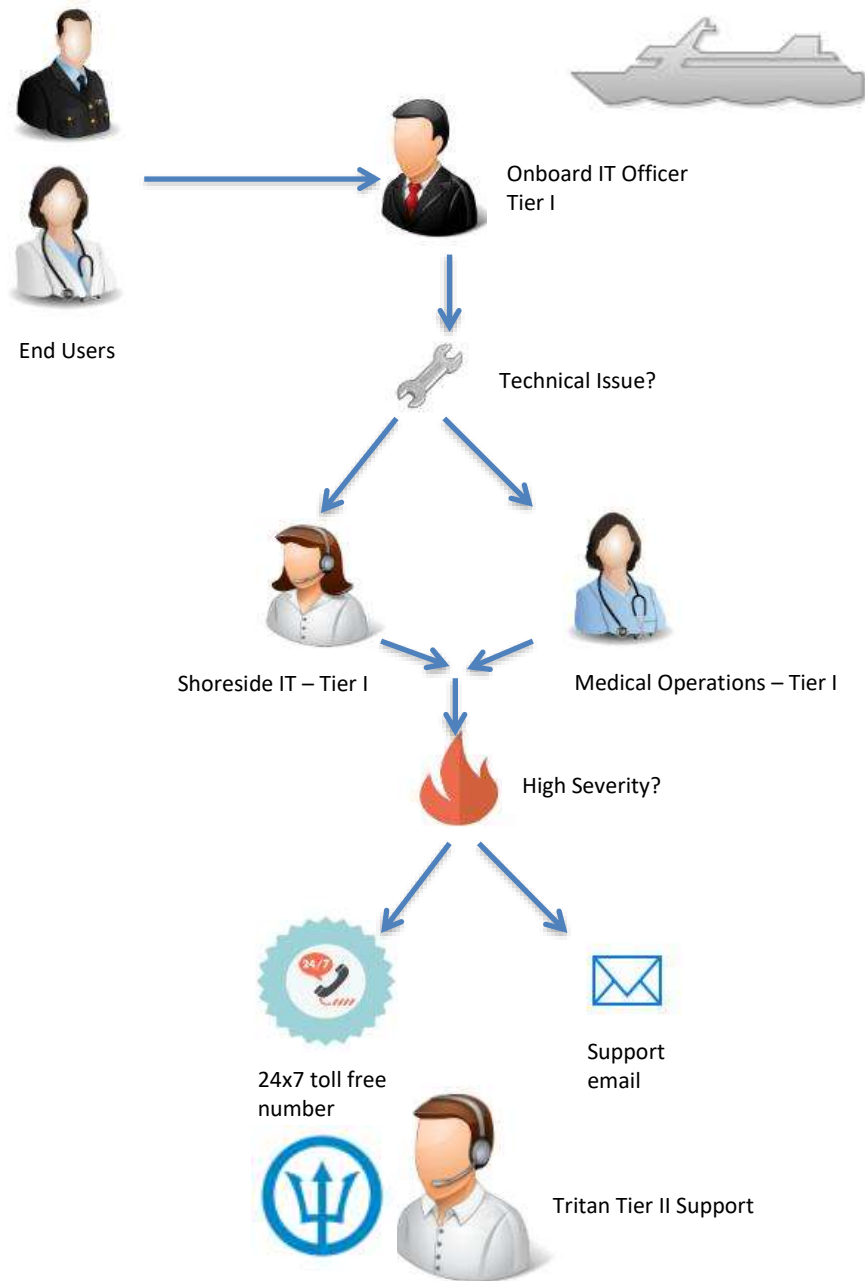 Onboard IT Officer
Tier I
End Users
Technical Issue?
Shoreside IT – Tier I
Medical Operations – Tier I
High Severity?
24/7
24x7 toll free
number
Support
email
Tritan Tier II Support